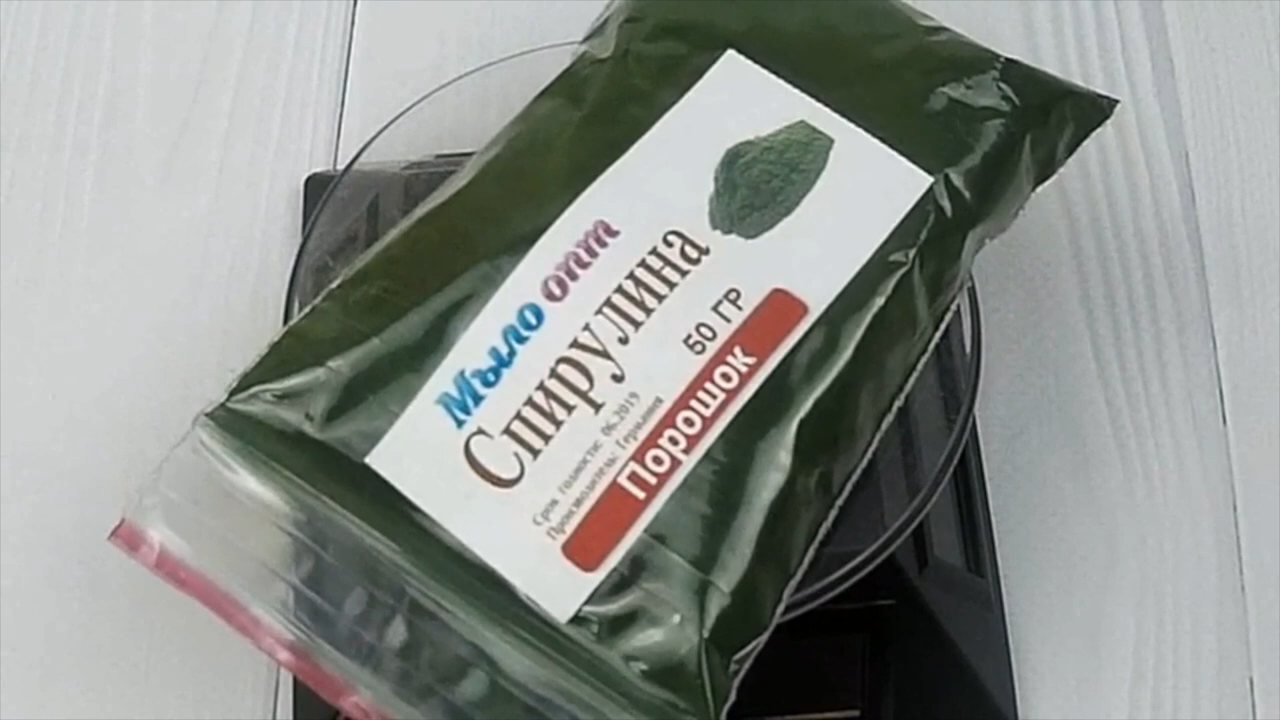 Мыло опт
Спирулина
50 ГР
Срок годности: 06.2019
Производитель: Германия
Порошок